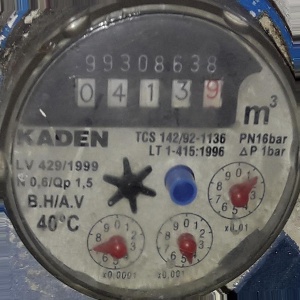 99308638
04139
m³
KADEN
TCS 142/92-1136 PN16bar
LT 1-415:1996 ΔP 1bar
LV 429/1999
N 0,6/Qp 1,5
B.H/A.V
40°C
x0,01
x0,0001
x0,001